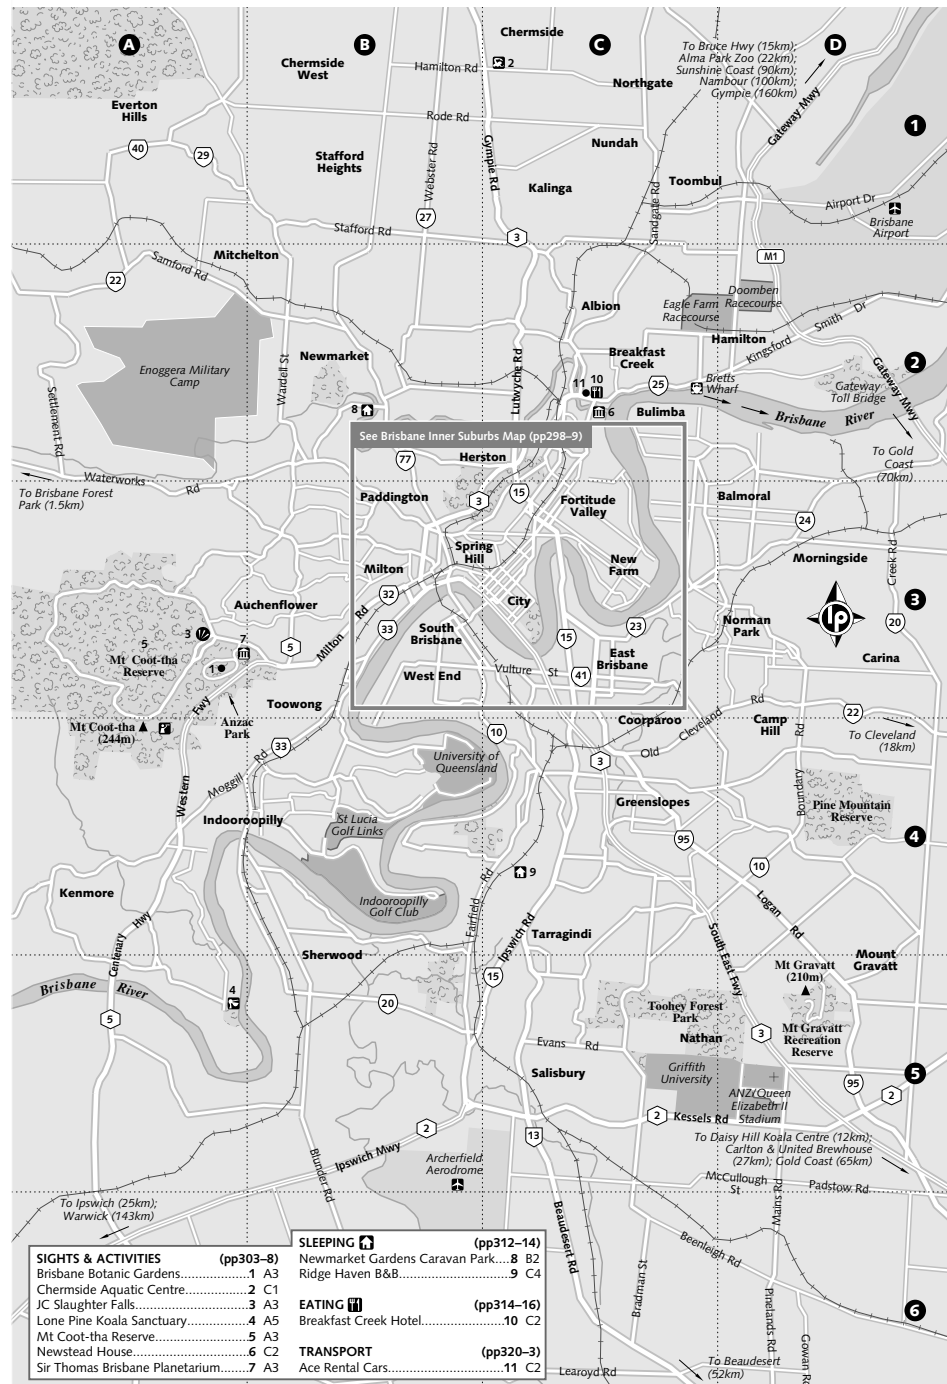 A
B
C
D
Chermside
Chermside
West
Hamilton Rd
2
To Bruce Hwy (15km);
Alma Park Zoo (22km);
Sunshine Coast (90km);
Nambour (100km);
Gympie (160km)
Northgate
Gateway Mwy
Everton
Hills
Rode Rd
1
40
29
Stafford
Heights
Webster Rd
Gympie Rd
Nundah
Kalinga
Toombul
Sandgate Rd
Airport Dr
27
Stafford Rd
3
Brisbane
Airport
Mitchelton
M1
Samford Rd
22
Doomben
Racecourse
Eagle Farm
Racecourse
Albion
Smith Dr
Kingsford
Hamilton
Enoggera Military
Camp
Newmarket
Wardell St
Lutwyche Rd
Breakfast
Creek
2
Gateway Mwy
Settlement Rd
11
10
25
Bretts
Wharf
Gateway
Toll Bridge
8
6
Bulimba
Brisbane River
See Brisbane Inner Suburbs Map (pp298–9)
To Gold
Coast
(70km)
77
Herston
Waterworks Rd
To Brisbane Forest
Park (1.5km)
Paddington
3
15
Fortitude
Valley
Balmoral
24
Spring
Hill
Morningside
New
Farm
Milton
Creek Rd
Auchenflower
32
City
3
3
5
7
Mt Coot-tha
Reserve
1
5
Milton Rd
33
South
Brisbane
15
23
Norman
Park
20
East
Brisbane
Carina
West End
Vulture St
41
Toowong
Anzac
Park
Fwy
Mt Coot-tha
(244m)
Coorparoo
Old Cleveland Rd
Camp
Hill
22
To Cleveland
(18km)
33
10
University of
Queensland
3
Western
Moggill Rd
Boundary Rd
Greenslopes
Pine Mountain
Reserve
Indooroopilly
St Lucia
Golf Links
95
4
10
9
Kenmore
Indooroopilly
Golf Club
Fairfield Rd
Logan Rd
Centenary Hwy
Ipswich Rd
Tarragindi
South East Fwy
Sherwood
Mount
Gravatt
Mt Gravatt
(210m)
Brisbane River
4
15
20
Toohey Forest
Park
5
Mt Gravatt
Recreation
Reserve
Nathan
3
Evans Rd
Salisbury
Griffith
University
5
95
ANZ/Queen
Elizabeth II
Stadium
2
2
Kessels Rd
2
13
Ipswich Mwy
To Daisy Hill Koala Centre (12km);
Carlton & United Brewhouse
(27km); Gold Coast (65km)
Archerfield
Aerodrome
Blunder Rd
McCullough
St
Padstow Rd
Mains Rd
To Ipswich (25km);
Warwick (143km)
Beaudesert Rd
Beenleigh Rd
Bradman St
Pinelands Rd
Gowan Rd
6
Learoyd Rd
To Beaudesert
(52km)
SIGHTS & ACTIVITIES (pp303–8)
Brisbane Botanic Gardens.....................1 A3
Chermside Aquatic Centre....................2 C1
JC Slaughter Falls..........................3 A3
Lone Pine Koala Sanctuary................4 A5
Mt Coot-tha Reserve.......................5 A3
Newstead House............................6 C2
Sir Thomas Brisbane Planetarium.......7 A3
SLEEPING (pp312–14)
Newmarket Gardens Caravan Park....8 B2
Ridge Haven B&B...........................9 C4
EATING (pp314–16)
Breakfast Creek Hotel.....................10 C2
TRANSPORT (pp320–3)
Ace Rental Cars............................11 C2
lp